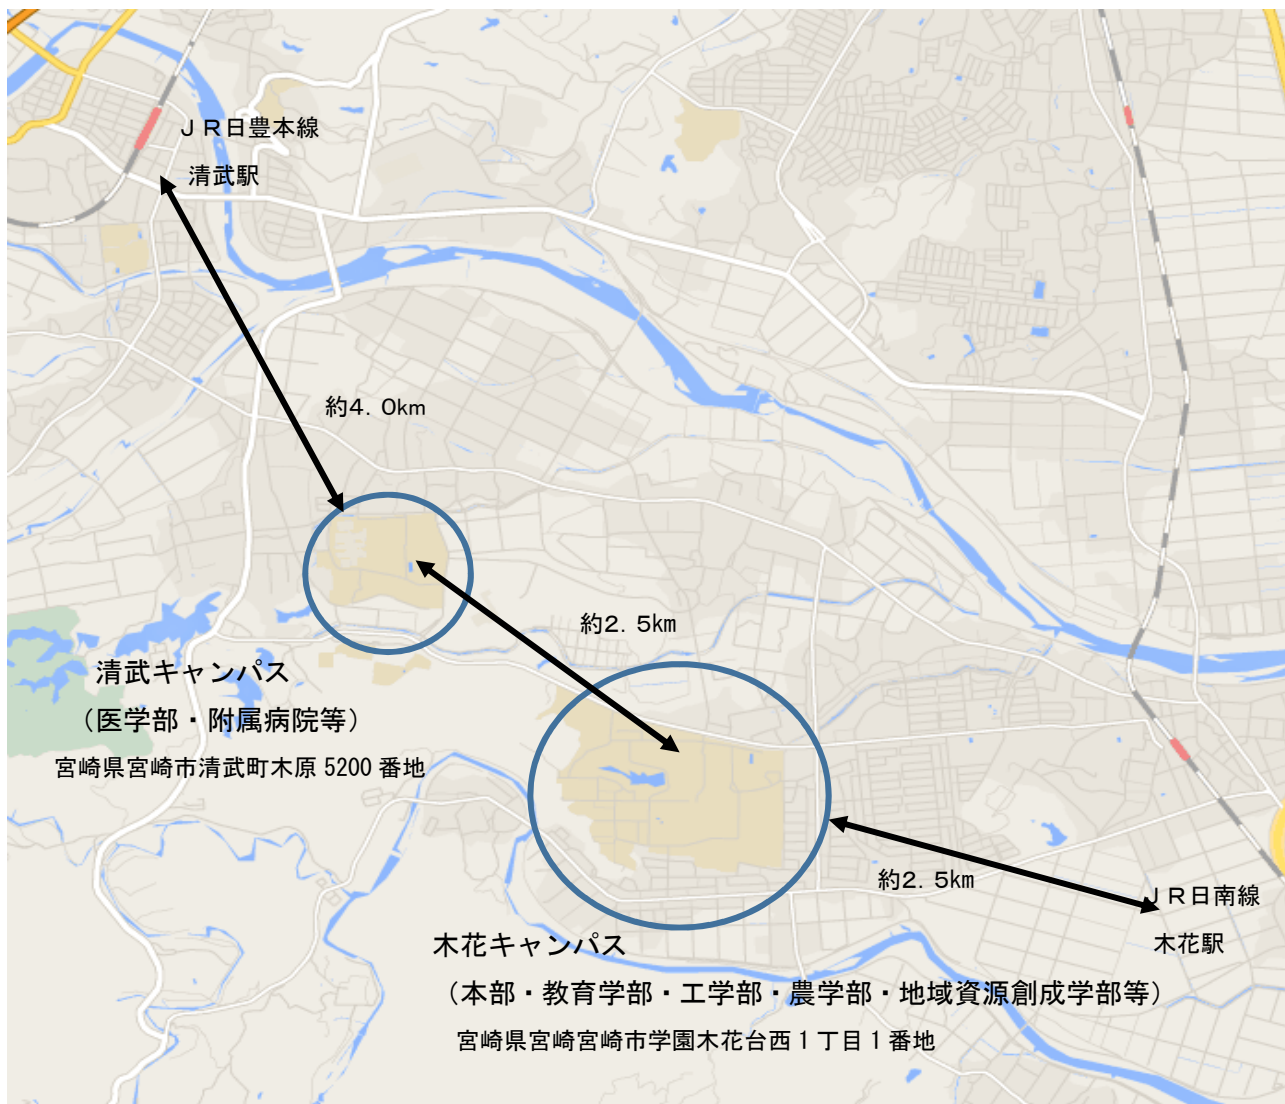 ＪＲ日豊本線
清武駅
約4．0km
約2．5㎞
清武キャンパス
（医学部・附属病院等）
宮崎県宮崎市清武町木原 5200 番地
約2．5㎞
ＪＲ日南線
木花駅
木花キャンパス
（本部・教育学部・工学部・農学部・地域資源創成学部等）
宮崎県宮崎宮崎市学園木花台西１丁目１番地